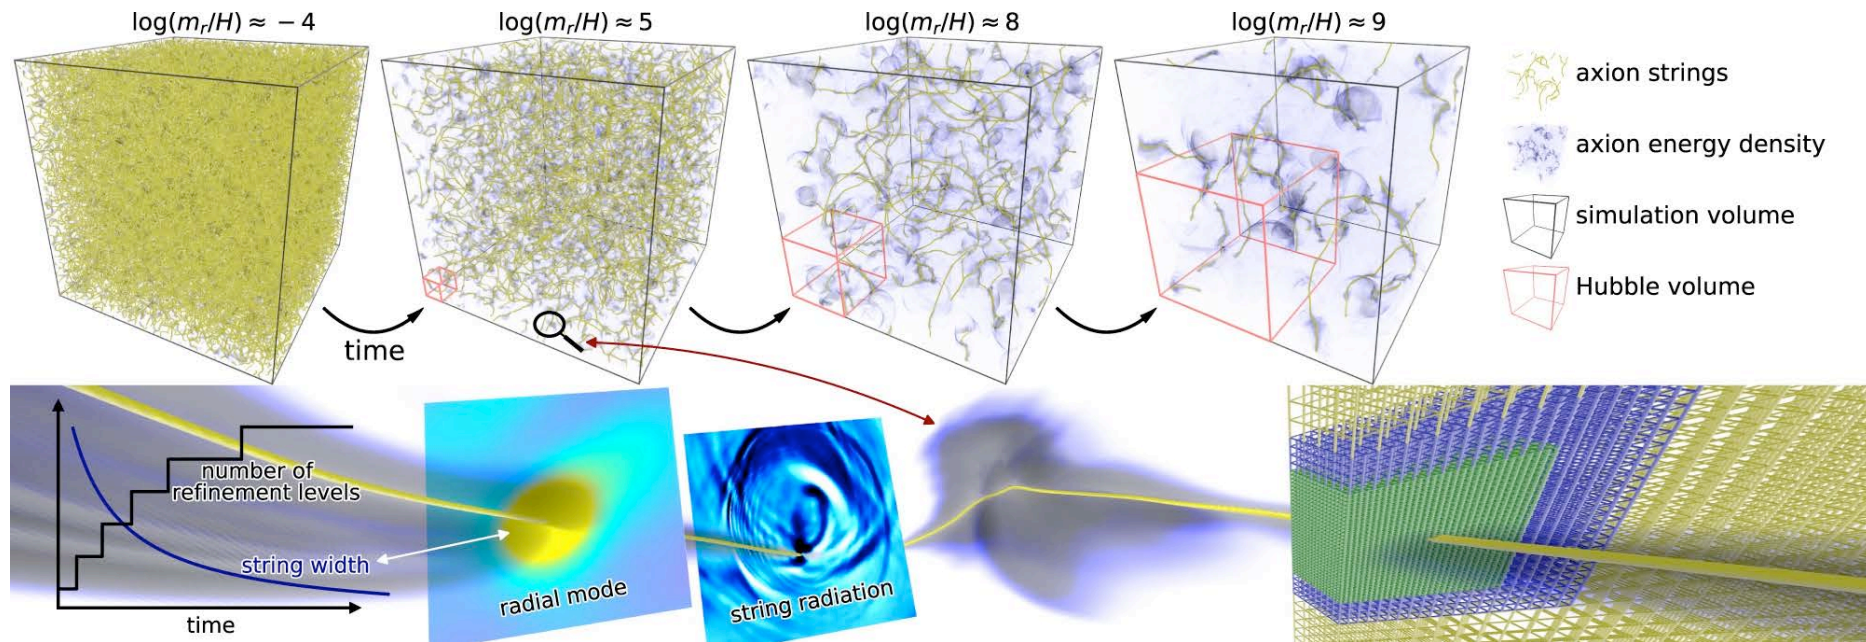 log(m_r/H) ≈ −4
log(m_r/H) ≈ 5
log(m_r/H) ≈ 8
log(m_r/H) ≈ 9
axion strings
axion energy density
simulation volume
Hubble volume
time
number of
refinement levels
string width
time
radial mode
string radiation